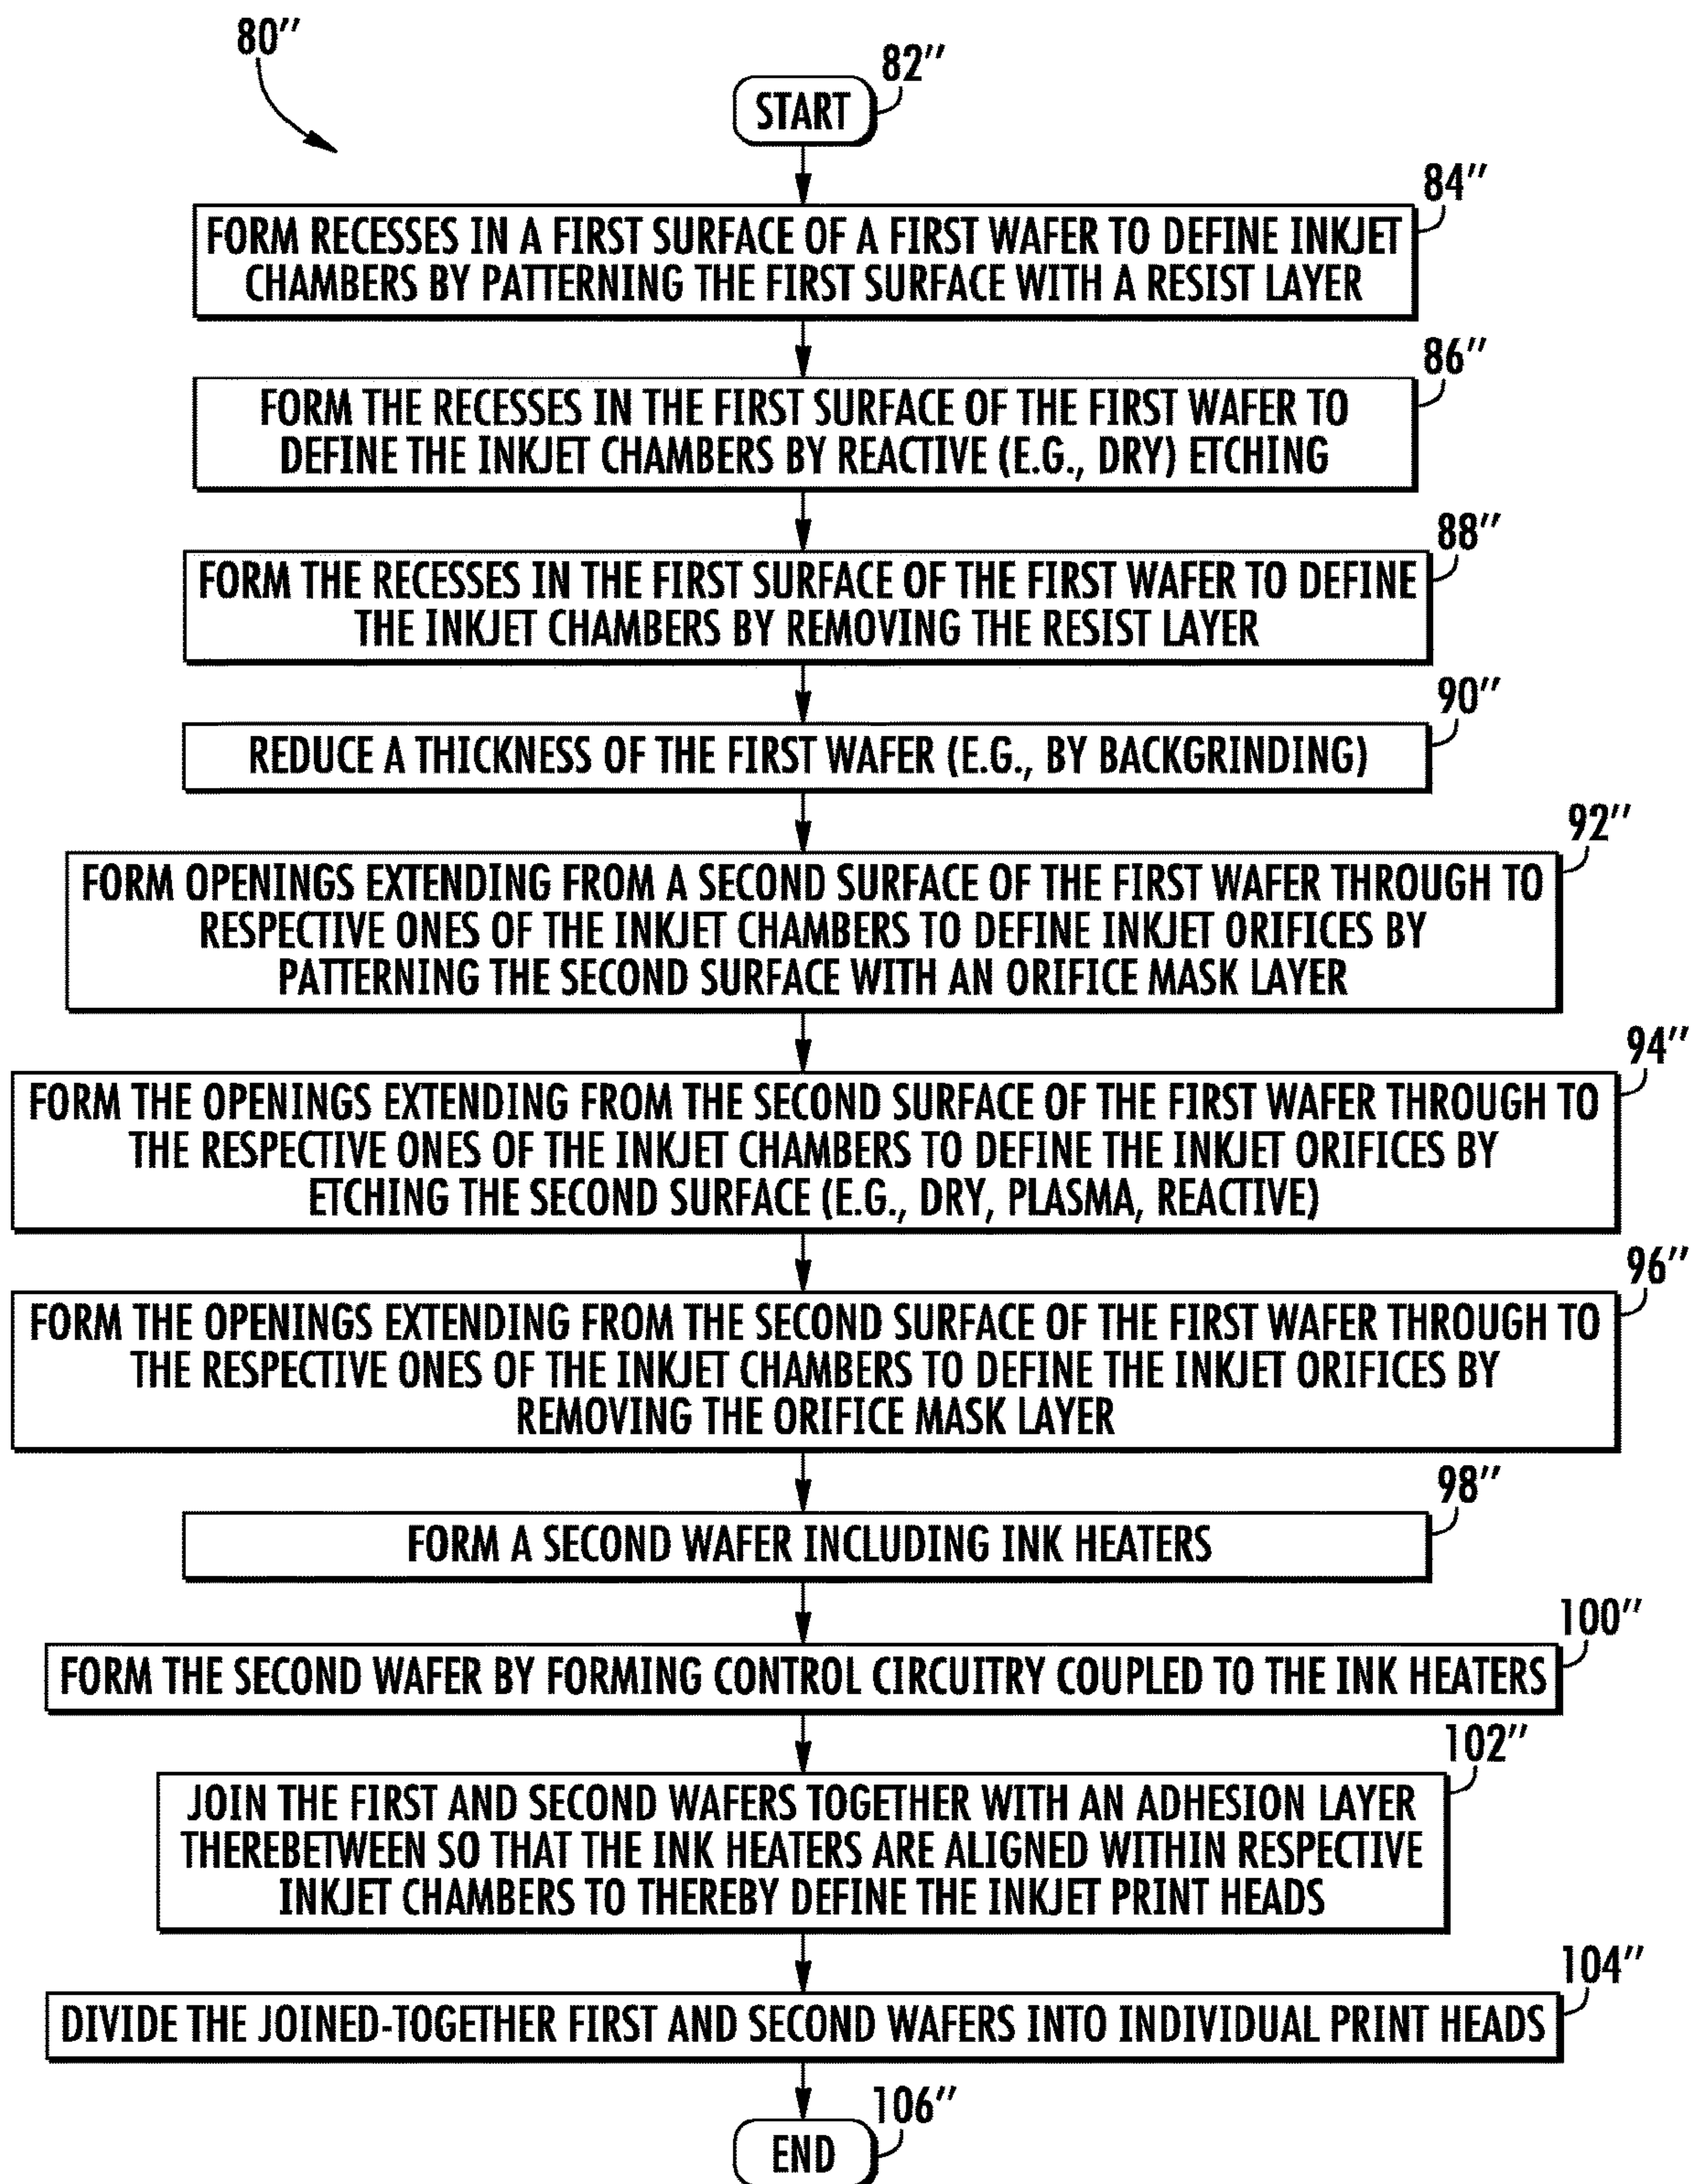 80″
82″
START
84″
FORM RECESSES IN A FIRST SURFACE OF A FIRST WAFER TO DEFINE INKJET
CHAMBERS BY PATTERNING THE FIRST SURFACE WITH A RESIST LAYER
86″
FORM THE RECESSES IN THE FIRST SURFACE OF THE FIRST WAFER TO
DEFINE THE INKJET CHAMBERS BY REACTIVE (E.G., DRY) ETCHING
88″
FORM THE RECESSES IN THE FIRST SURFACE OF THE FIRST WAFER TO DEFINE
THE INKJET CHAMBERS BY REMOVING THE RESIST LAYER
90″
REDUCE A THICKNESS OF THE FIRST WAFER (E.G., BY BACKGRINDING)
92″
FORM OPENINGS EXTENDING FROM A SECOND SURFACE OF THE FIRST WAFER THROUGH TO
RESPECTIVE ONES OF THE INKJET CHAMBERS TO DEFINE INKJET ORIFICES BY
PATTERNING THE SECOND SURFACE WITH AN ORIFICE MASK LAYER
94″
FORM THE OPENINGS EXTENDING FROM THE SECOND SURFACE OF THE FIRST WAFER THROUGH TO
THE RESPECTIVE ONES OF THE INKJET CHAMBERS TO DEFINE THE INKJET ORIFICES BY
ETCHING THE SECOND SURFACE (E.G., DRY, PLASMA, REACTIVE)
96″
FORM THE OPENINGS EXTENDING FROM THE SECOND SURFACE OF THE FIRST WAFER THROUGH TO
THE RESPECTIVE ONES OF THE INKJET CHAMBERS TO DEFINE THE INKJET ORIFICES BY
REMOVING THE ORIFICE MASK LAYER
98″
FORM A SECOND WAFER INCLUDING INK HEATERS
100″
FORM THE SECOND WAFER BY FORMING CONTROL CIRCUITRY COUPLED TO THE INK HEATERS
102″
JOIN THE FIRST AND SECOND WAFERS TOGETHER WITH AN ADHESION LAYER
THEREBETWEEN SO THAT THE INK HEATERS ARE ALIGNED WITHIN RESPECTIVE
INKJET CHAMBERS TO THEREBY DEFINE THE INKJET PRINT HEADS
104″
DIVIDE THE JOINED-TOGETHER FIRST AND SECOND WAFERS INTO INDIVIDUAL PRINT HEADS
106″
END